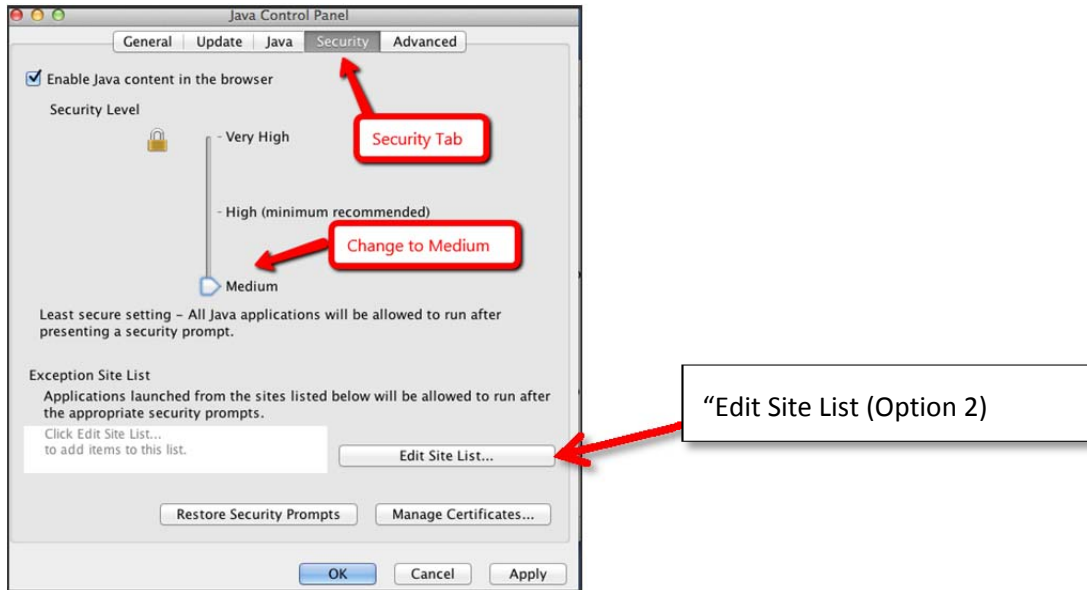 Java Control Panel
General Update Java Security Advanced
Enable Java content in the browser
Security Level
- Very High
Security Tab
- High (minimum recommended)
Change to Medium
Medium
Least secure setting – All Java applications will be allowed to run after
presenting a security prompt.
Exception Site List
Applications launched from the sites listed below will be allowed to run after
the appropriate security prompts.
Click Edit Site List...
to add items to this list.
Edit Site List...
“Edit Site List (Option 2)
Restore Security Prompts Manage Certificates...
OK Cancel Apply